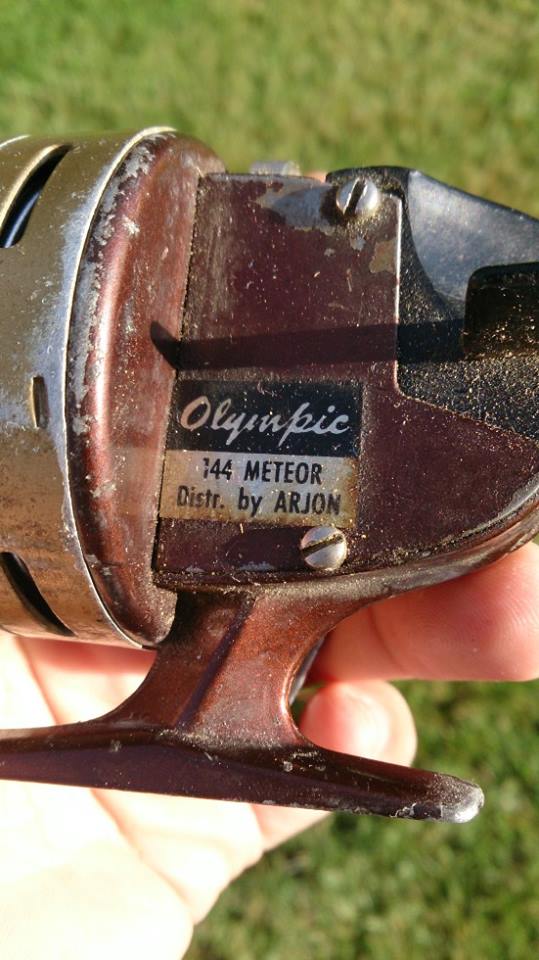 Olympic
144 METEOR
Distr. by ARJON